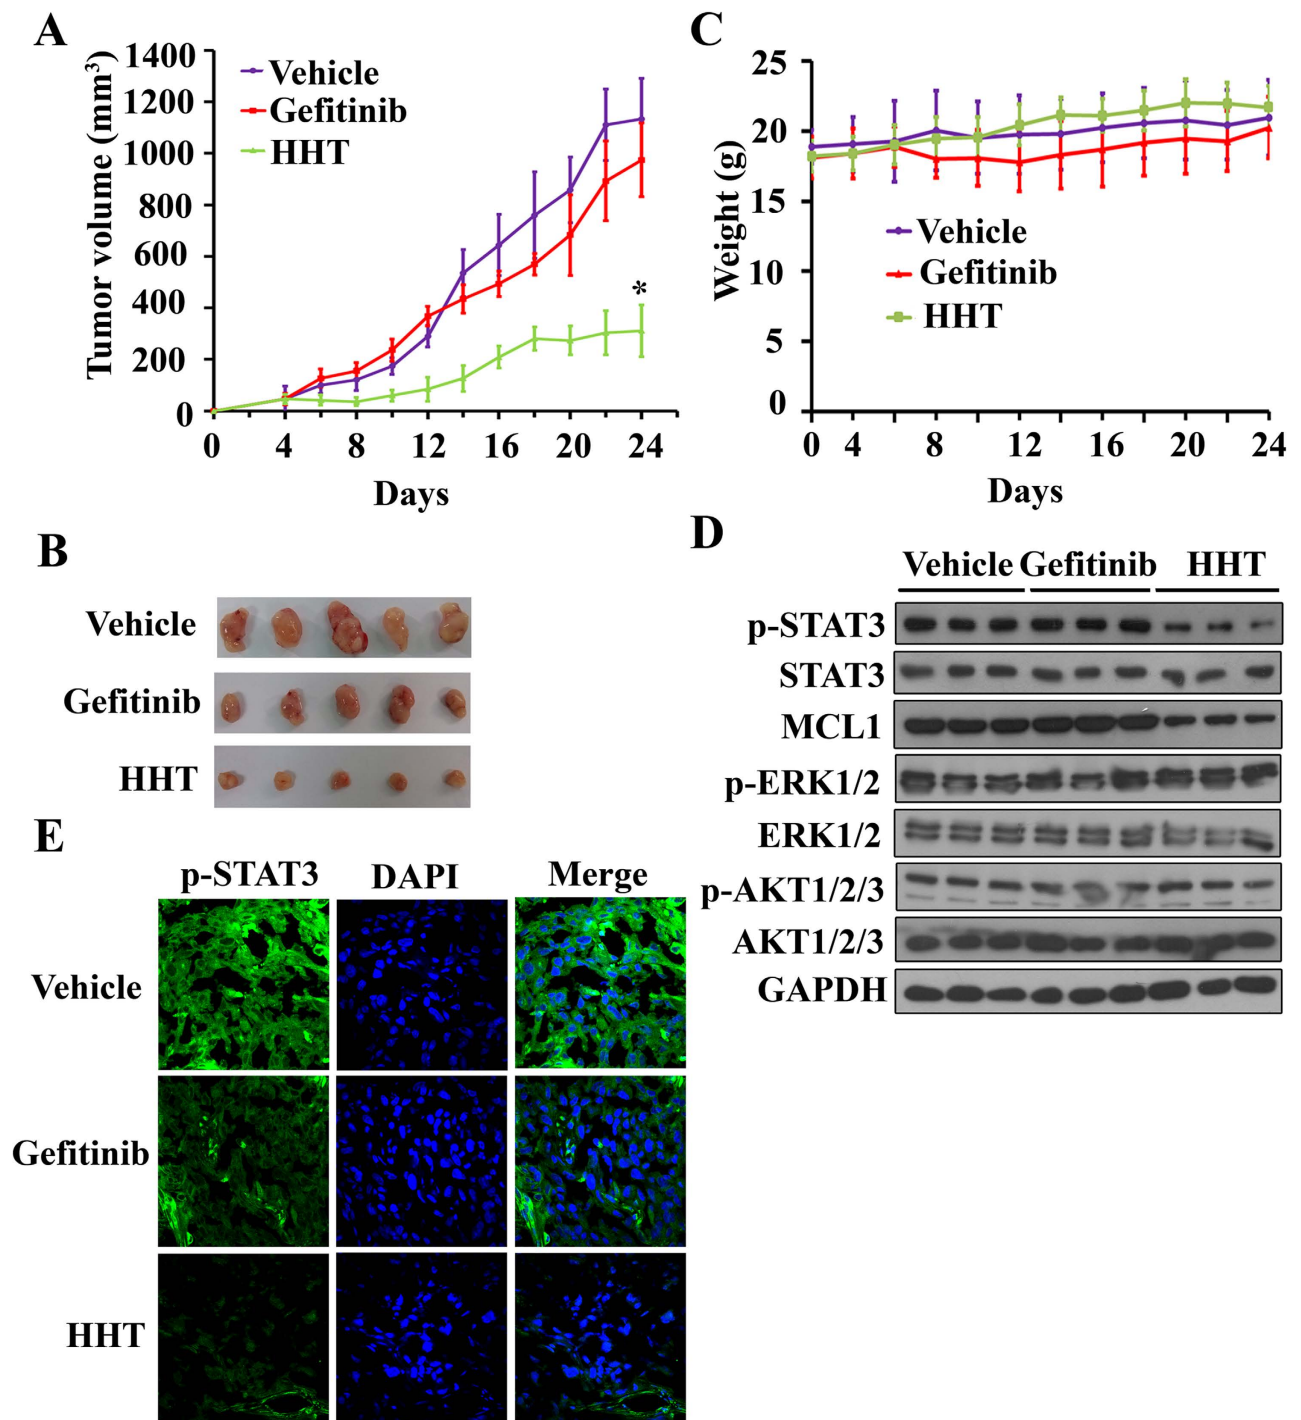 A
Tumor volume (mm³)
1400
1200
1000
800
600
400
200
0
Vehicle
Gefitinib
HHT
*
0 4 8 12 16 20 24
Days
C
Weight (g)
25
20
15
10
5
0
Vehicle
Gefitinib
HHT
0 4 8 12 16 20 24
Days
B
Vehicle
Gefitinib
HHT
D
Vehicle Gefitinib HHT
p-STAT3
STAT3
MCL1
p-ERK1/2
ERK1/2
p-AKT1/2/3
AKT1/2/3
GAPDH
E
p-STAT3 DAPI Merge
Vehicle
Gefitinib
HHT